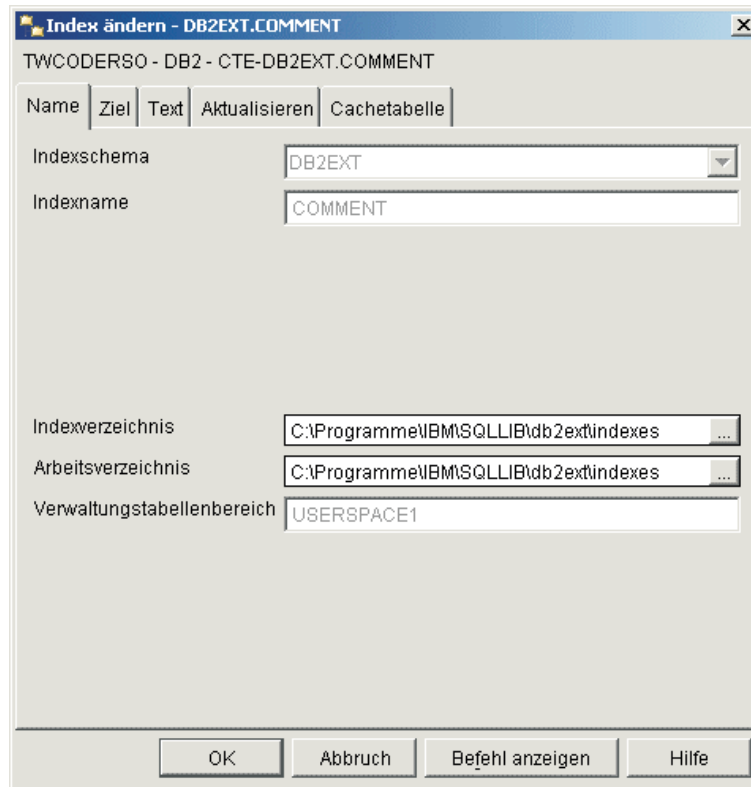 Index ändern - DB2EXT.COMMENT
TWCODERSO - DB2 - CTE-DB2EXT.COMMENT
Name Ziel Text Aktualisieren Cachetabelle
Indexschema DB2EXT
Indexname COMMENT
Indexverzeichnis C:\Programme\IBM\SQLLIB\db2ext\indexes ...
Arbeitsverzeichnis C:\Programme\IBM\SQLLIB\db2ext\indexes ...
Verwaltungstabellenbereich USERSPACE1
OK Abbruch Befehl anzeigen Hilfe